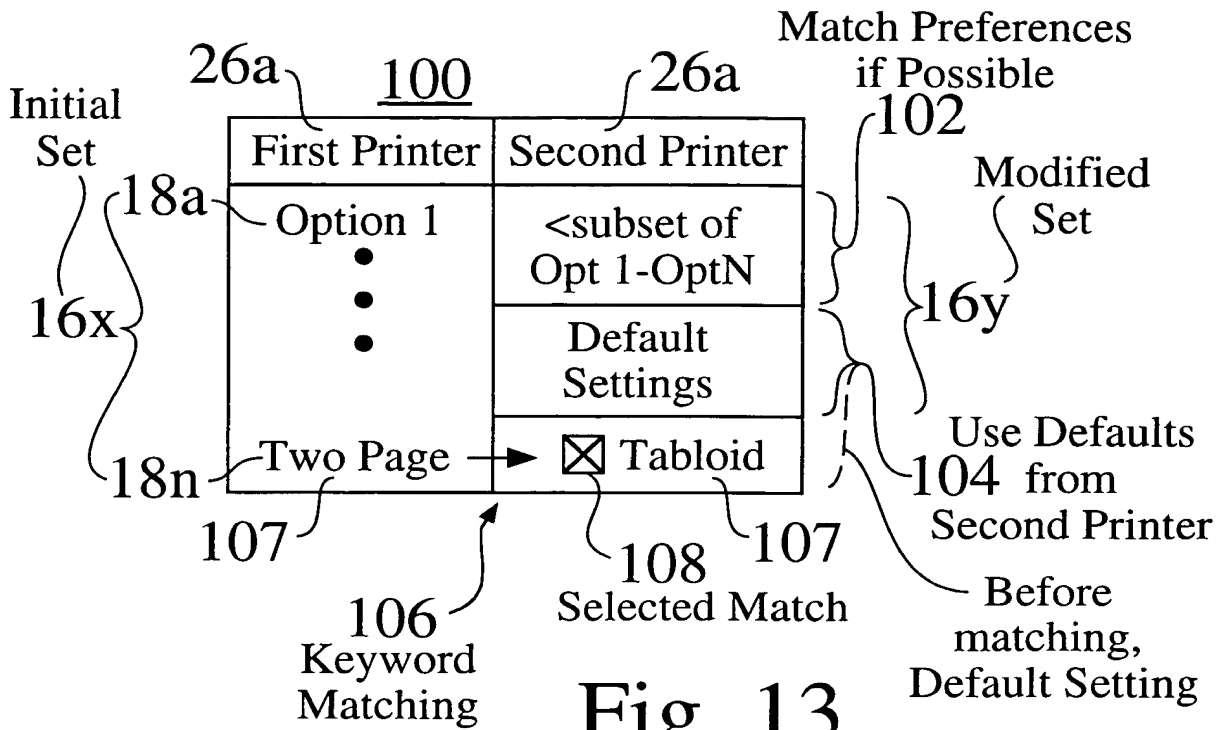 Match Preferences
if Possible
26a
100
26a
102
Initial
Set
First Printer
Second Printer
Modified
Set
18a
Option 1
<subset of
Opt 1-OptN
16x
16y
Default
Settings
18n
Two Page
Tabloid
Use Defaults
104 from
Second Printer
107
108
107
Selected Match
106
Keyword
Matching
Before
matching,
Default Setting
Fig. 13